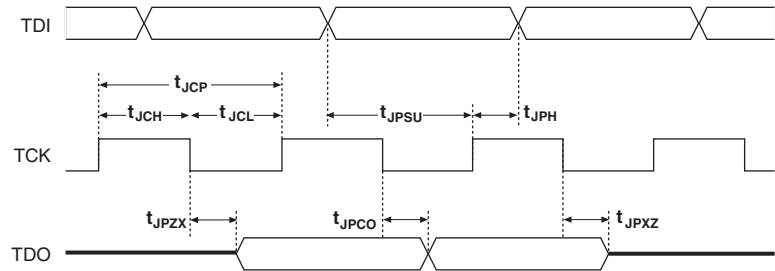 TDI
tJCP
tJCH tJCL tJPSU tJPH
TCK
tJPZX tJPCO tJPXZ
TDO